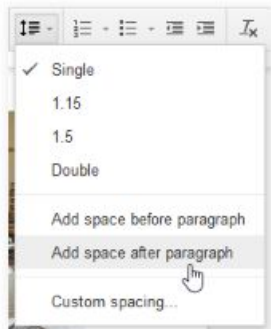 Single
1.15
1.5
Double
Add space before paragraph
Add space after paragraph
Custom spacing...